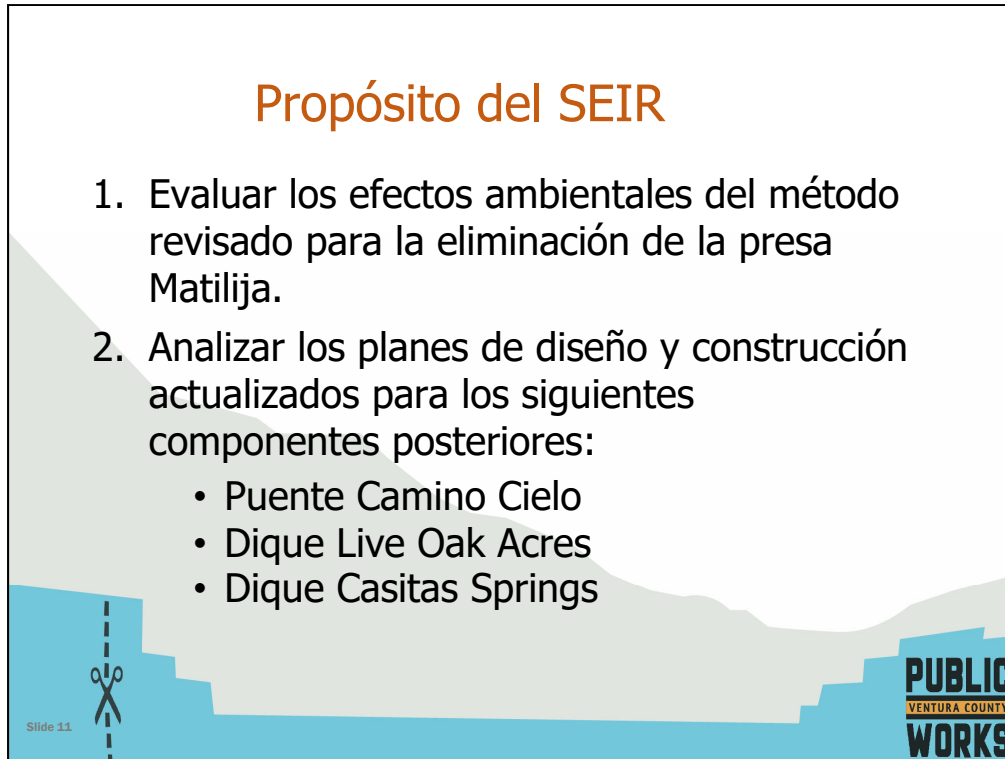 Propósito del SEIR
1. Evaluar los efectos ambientales del método
revisado para la eliminación de la presa
Matilija.
2. Analizar los planes de diseño y construcción
actualizados para los siguientes
componentes posteriores:
• Puente Camino Cielo
• Dique Live Oak Acres
• Dique Casitas Springs
Slide 11
PUBLIC
VENTURA COUNTY
WORKS